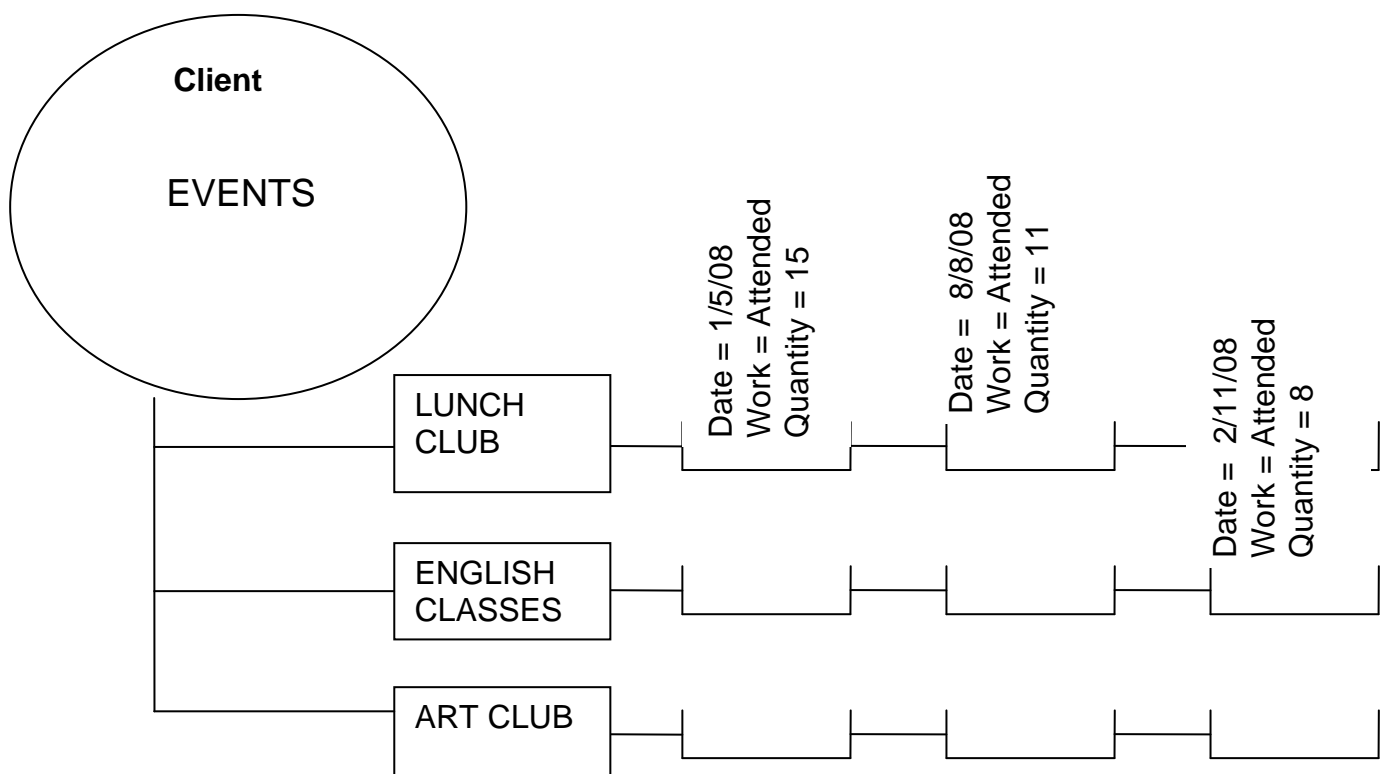 Client
EVENTS
Date = 1/5/08
Work = Attended
Quantity = 15
Date =  8/8/08
Work = Attended
Quantity = 11
Date =  2/11/08
Work = Attended
Quantity = 8
LUNCH
CLUB
ENGLISH
CLASSES
ART CLUB